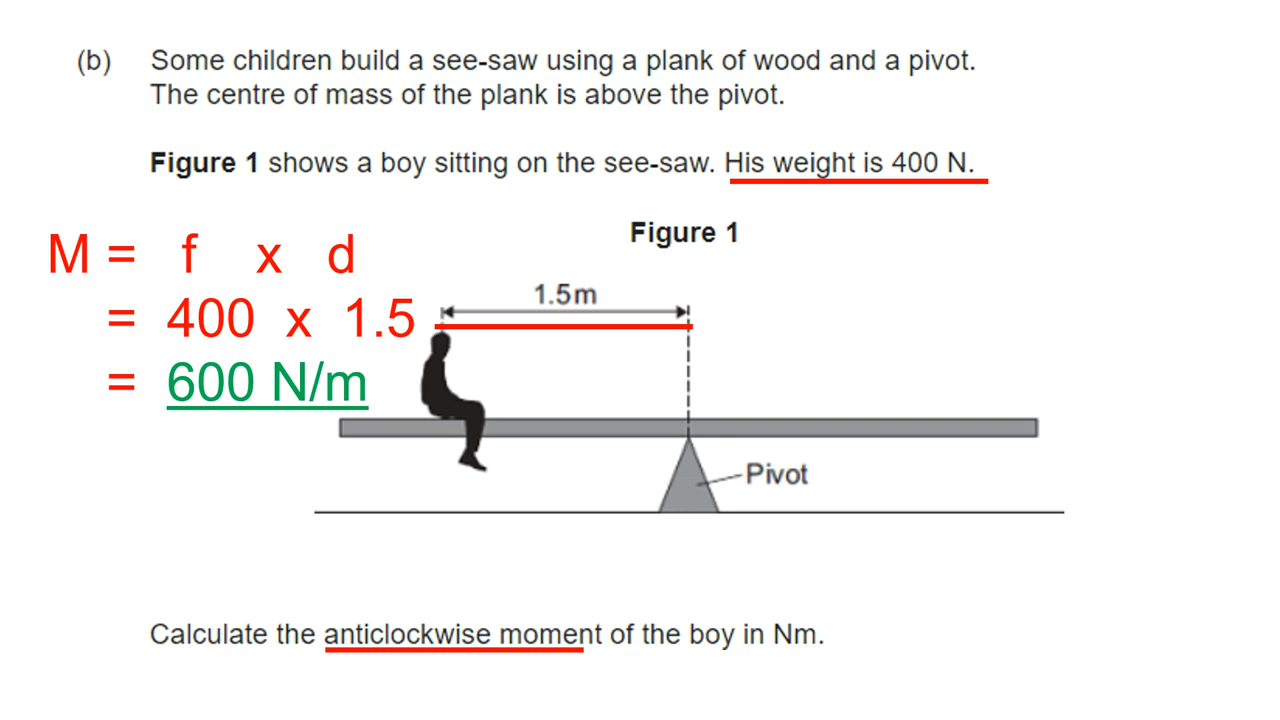 (b) Some children build a see-saw using a plank of wood and a pivot.
The centre of mass of the plank is above the pivot.
Figure 1 shows a boy sitting on the see-saw. His weight is 400 N.
Figure 1
M = f x d
= 400 x 1.5
= 600 N/m
1.5m
Pivot
Calculate the anticlockwise moment of the boy in Nm.